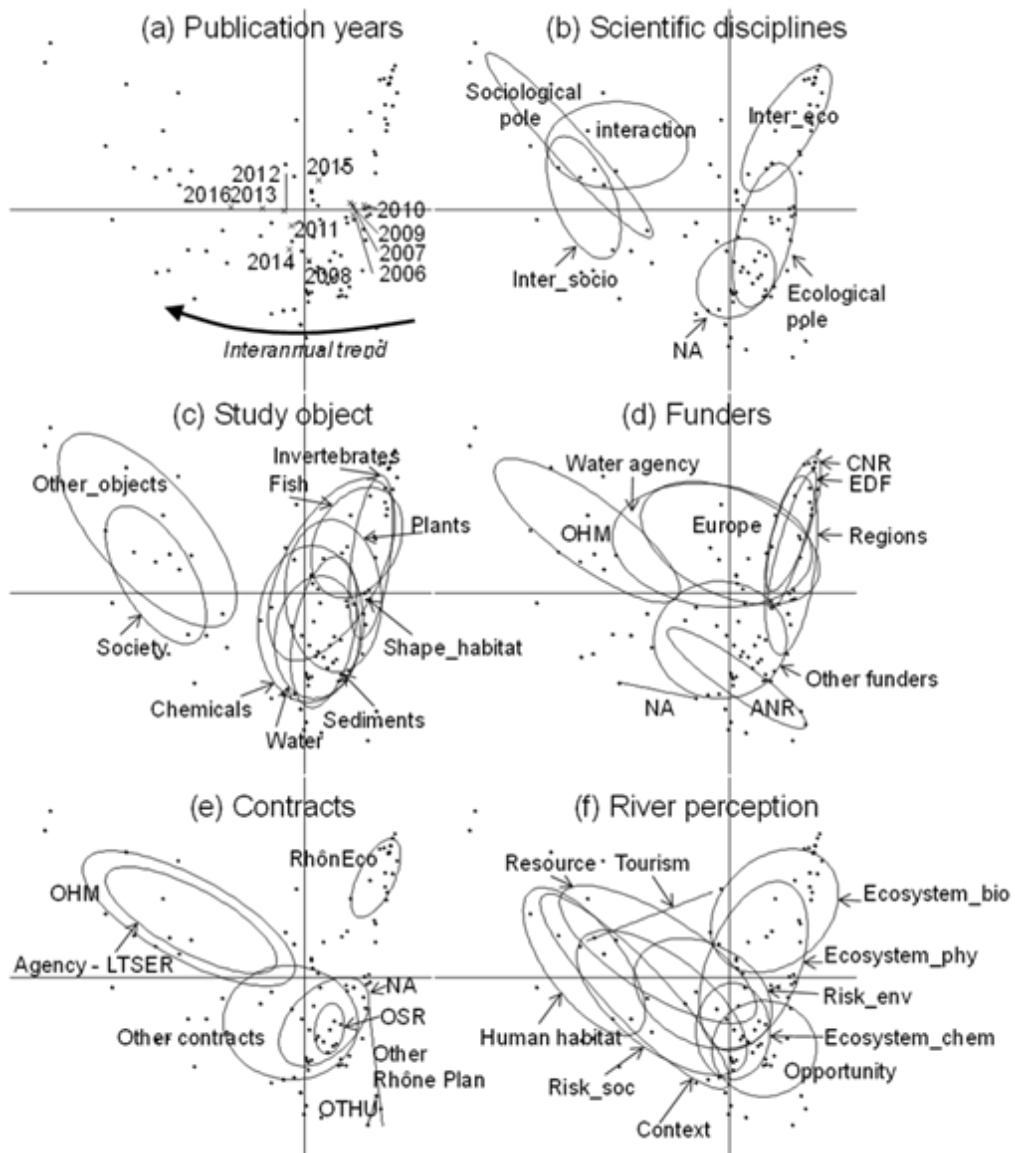 (a) Publication years
2012
2015
2016
2013
2010
2011
2009
2014
2007
2008
2006
Interannual trend
(b) Scientific disciplines
Sociological
pole
interaction
Inter_eco
Inter_socio
Ecological
pole
NA
(c) Study object
Invertebrates
Other_objects
Fish
Plants
Society
Shape_habitat
Chemicals
Sediments
Water
(d) Funders
Water agency
CNR
EDF
OHM
Europe
Regions
Other funders
NA
ANR
(e) Contracts
RhônEco
OHM
Agency - LTSER
NA
OSR
Other contracts
Other
Rhône Plan
OTHU
(f) River perception
Resource
Tourism
Ecosystem_bio
Ecosystem_phy
Risk_env
Human habitat
Ecosystem_chem
Risk_soc
Opportunity
Context